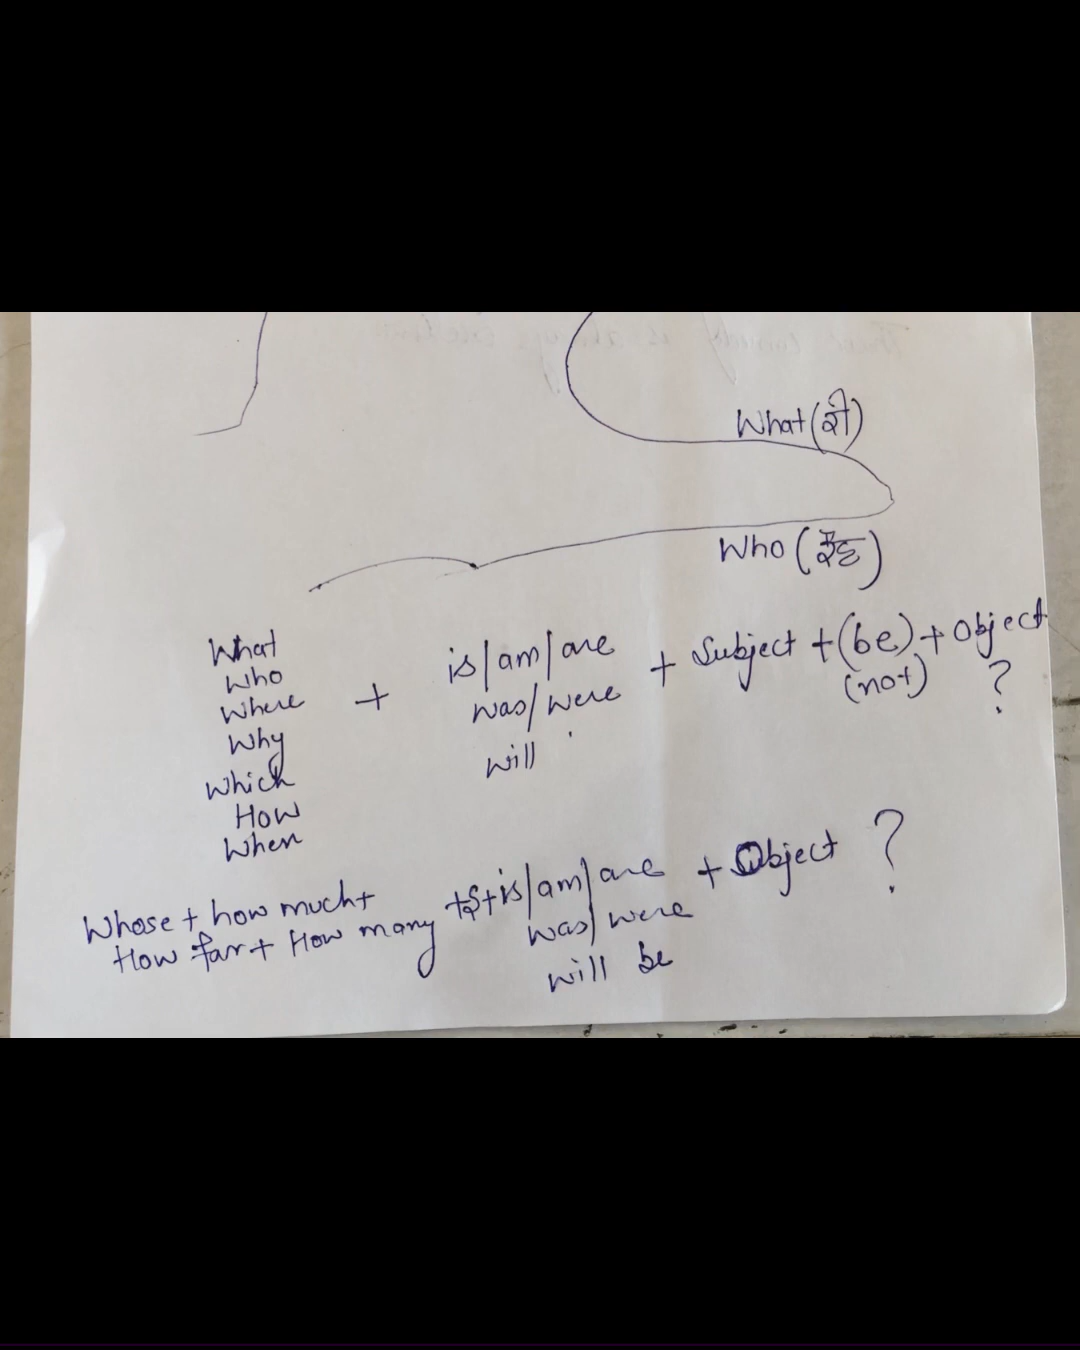 What (शे)
Who (
What
Who
Where
Why
Which
How
When
+
is/am/are
was/were
will
+ Subject + (be) + Object
(not) ?
Whose + how much +
How far + How many + S + is/am/are + Object ?
was/were
will be